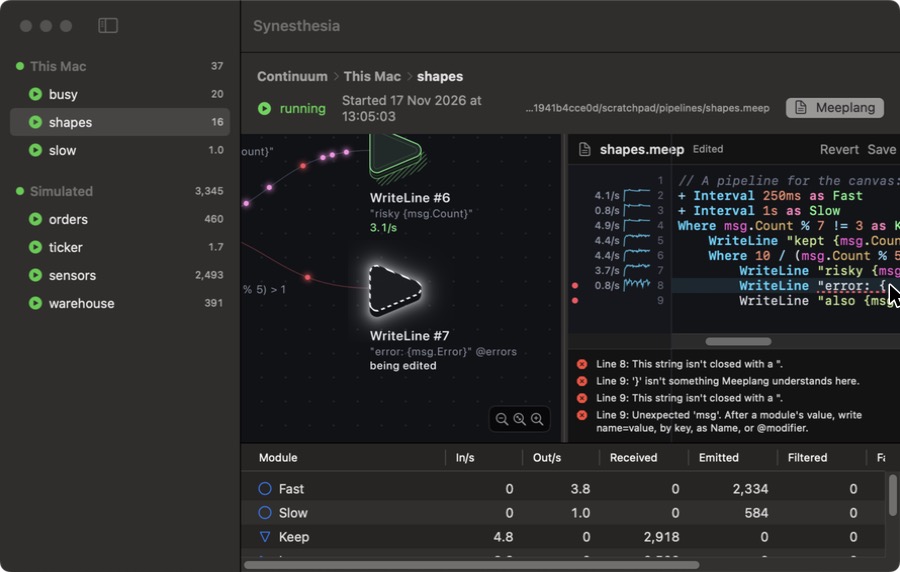 Synesthesia
This Mac 37
busy 20
shapes 16
slow 1.0
Simulated 3,345
orders 460
ticker 1.7
sensors 2,493
warehouse 391
Continuum > This Mac > shapes
running
Started 17 Nov 2026 at
13:05:03
...1941b4cce0d/scratchpad/pipelines/shapes.meep
Meeplang
ount}"
WriteLine #6
"risky {msg.Count}"
3.1/s
% 5) > 1
WriteLine #7
"error: {msg.Error}" @errors
being edited
shapes.meep Edited Revert Save
1 // A pipeline for the canvas:
4.1/s 2 + Interval 250ms as Fast
0.8/s 3 + Interval 1s as Slow
4.9/s 4 Where msg.Count % 7 != 3 as K
4.4/s 5 WriteLine "kept {msg.Coun
4.4/s 6 Where 10 / (msg.Count % 5
3.7/s 7 WriteLine "risky {msg
0.8/s 8 WriteLine "error: {
9 WriteLine "also {ms
Line 8: This string isn't closed with a ".
Line 9: '}' isn't something Meeplang understands here.
Line 9: This string isn't closed with a ".
Line 9: Unexpected 'msg'. After a module's value, write
name=value, by key, as Name, or @modifier.
Module In/s Out/s Received Emitted Filtered Fa
Fast 0 3.8 0 2,334 0
Slow 0 1.0 0 584 0
Keep 4.8 0 2,918 0 0